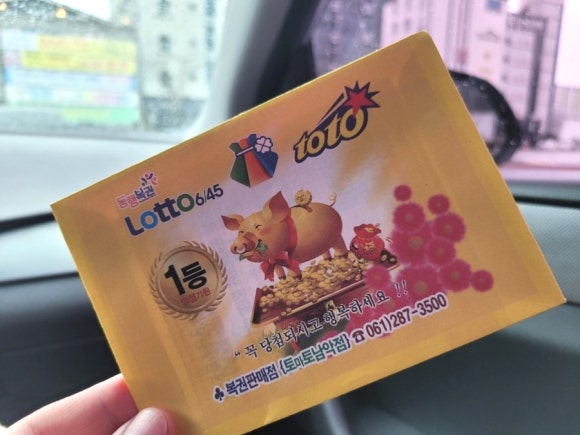 동행복권
Lotto 6/45
toto
1등
福
" 꼭 당첨되시고 행복하세요 !! "
♣ 복권판매점 {토마토남악점} ☎ 061)287-3500